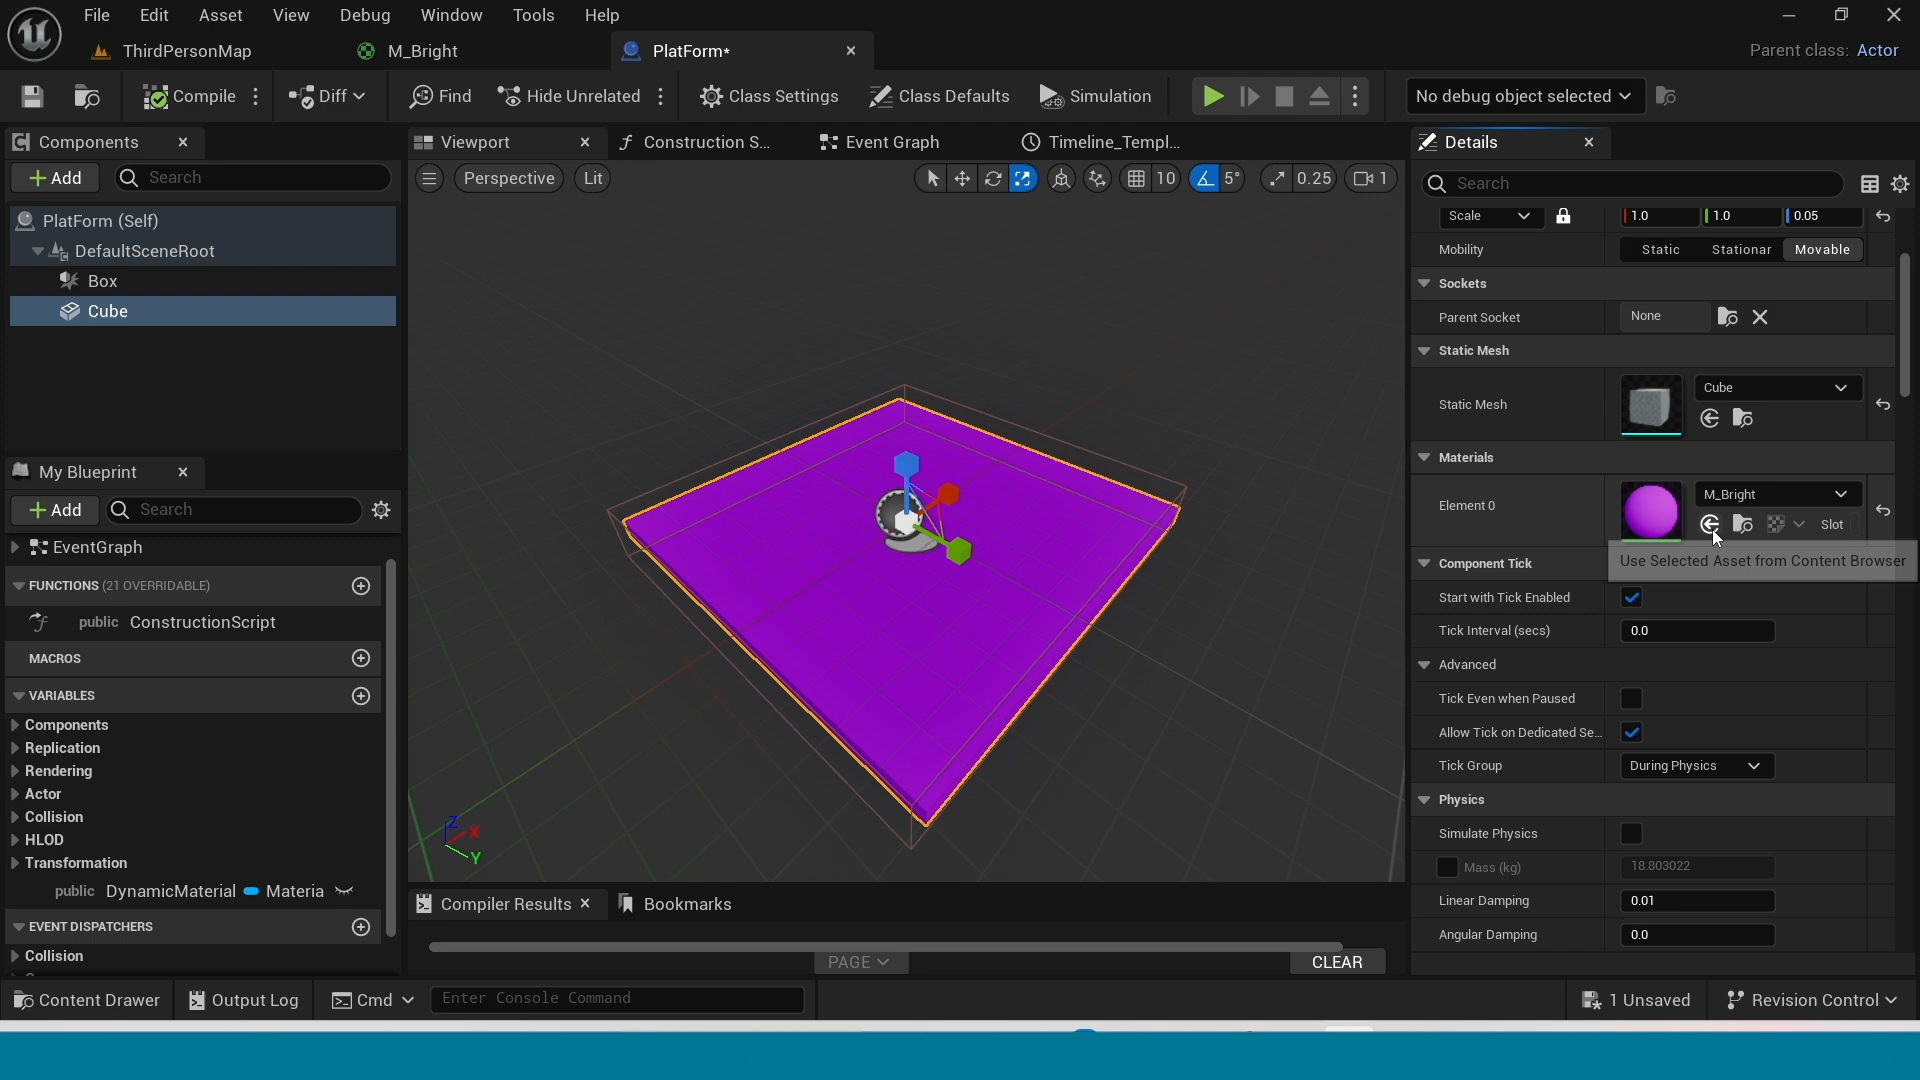 File Edit Asset View Debug Window Tools Help
ThirdPersonMap M_Bright PlatForm*
Parent class: Actor
Compile Diff Find Hide Unrelated Class Settings Class Defaults Simulation No debug object selected
Components
Add Search
PlatForm (Self)
DefaultSceneRoot
Box
Cube
My Blueprint
Add Search
EventGraph
FUNCTIONS (21 OVERRIDABLE)
public ConstructionScript
MACROS
VARIABLES
Components
Replication
Rendering
Actor
Collision
HLOD
Transformation
public DynamicMaterial Materia
EVENT DISPATCHERS
Collision
Viewport Construction S... Event Graph Timeline_Templ...
Perspective Lit 10 5° 0.25 1
Z X
Y
Compiler Results Bookmarks
PAGE CLEAR
Details
Search
Scale 1.0 1.0 0.05
Mobility Static Stationar Movable
Sockets
Parent Socket None
Static Mesh
Static Mesh Cube
Materials
Element 0 M_Bright
Slot
Use Selected Asset from Content Browser
Component Tick
Start with Tick Enabled
Tick Interval (secs) 0.0
Advanced
Tick Even when Paused
Allow Tick on Dedicated Se...
Tick Group During Physics
Physics
Simulate Physics
Mass (kg) 18.803022
Linear Damping 0.01
Angular Damping 0.0
Content Drawer Output Log Cmd Enter Console Command 1 Unsaved Revision Control